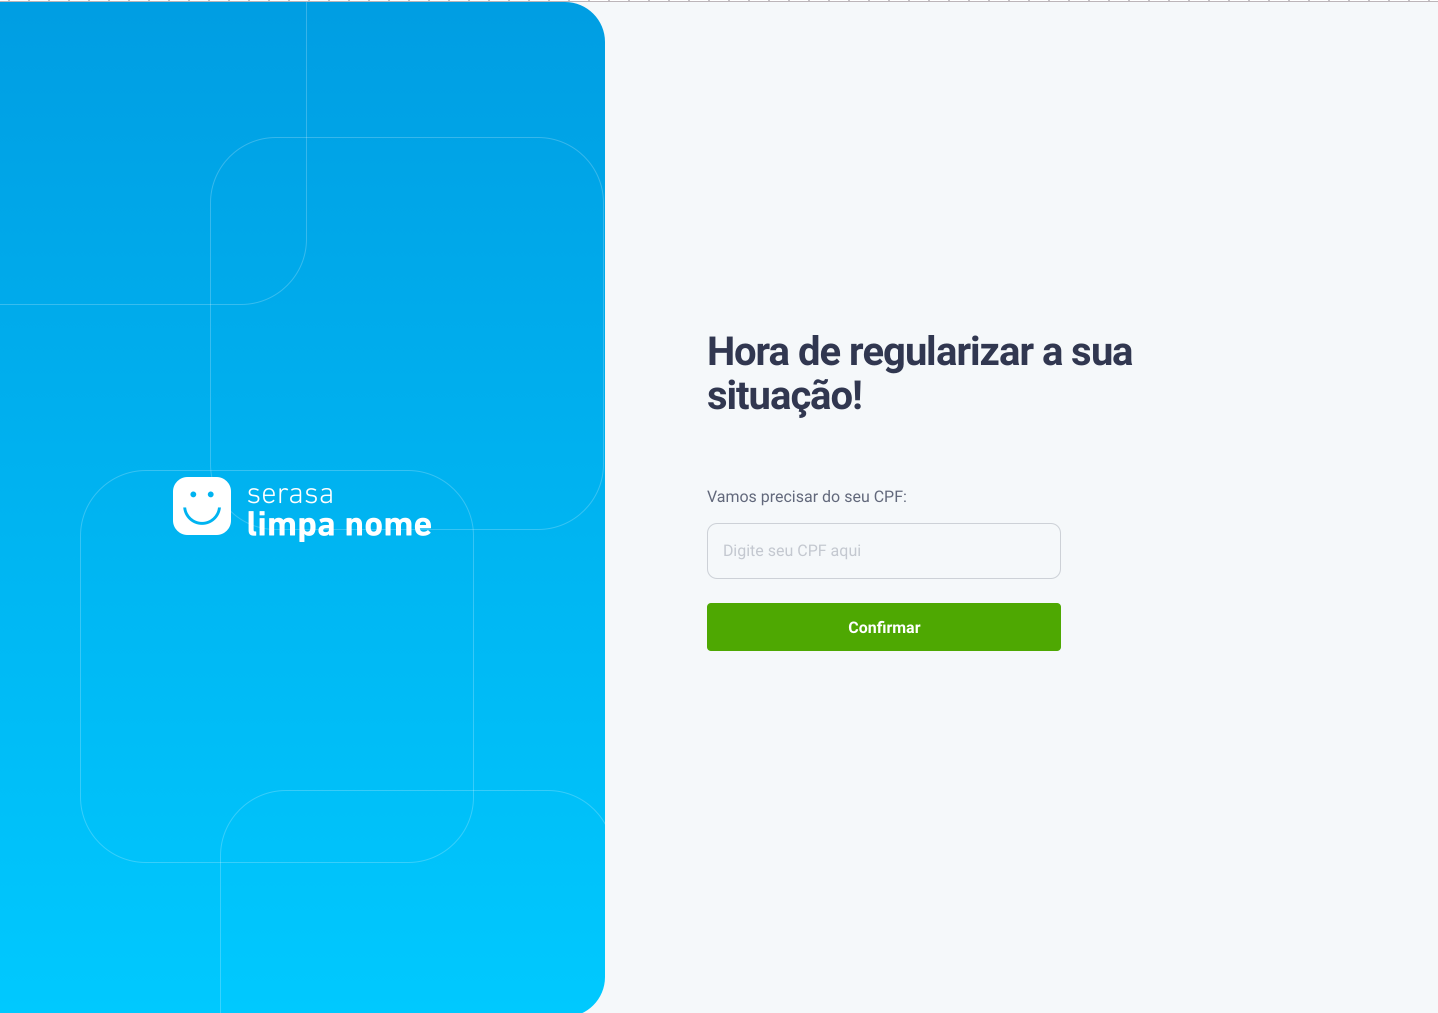 serasa
limpa nome
Hora de regularizar a sua
situação!
Vamos precisar do seu CPF:
Digite seu CPF aqui
Confirmar